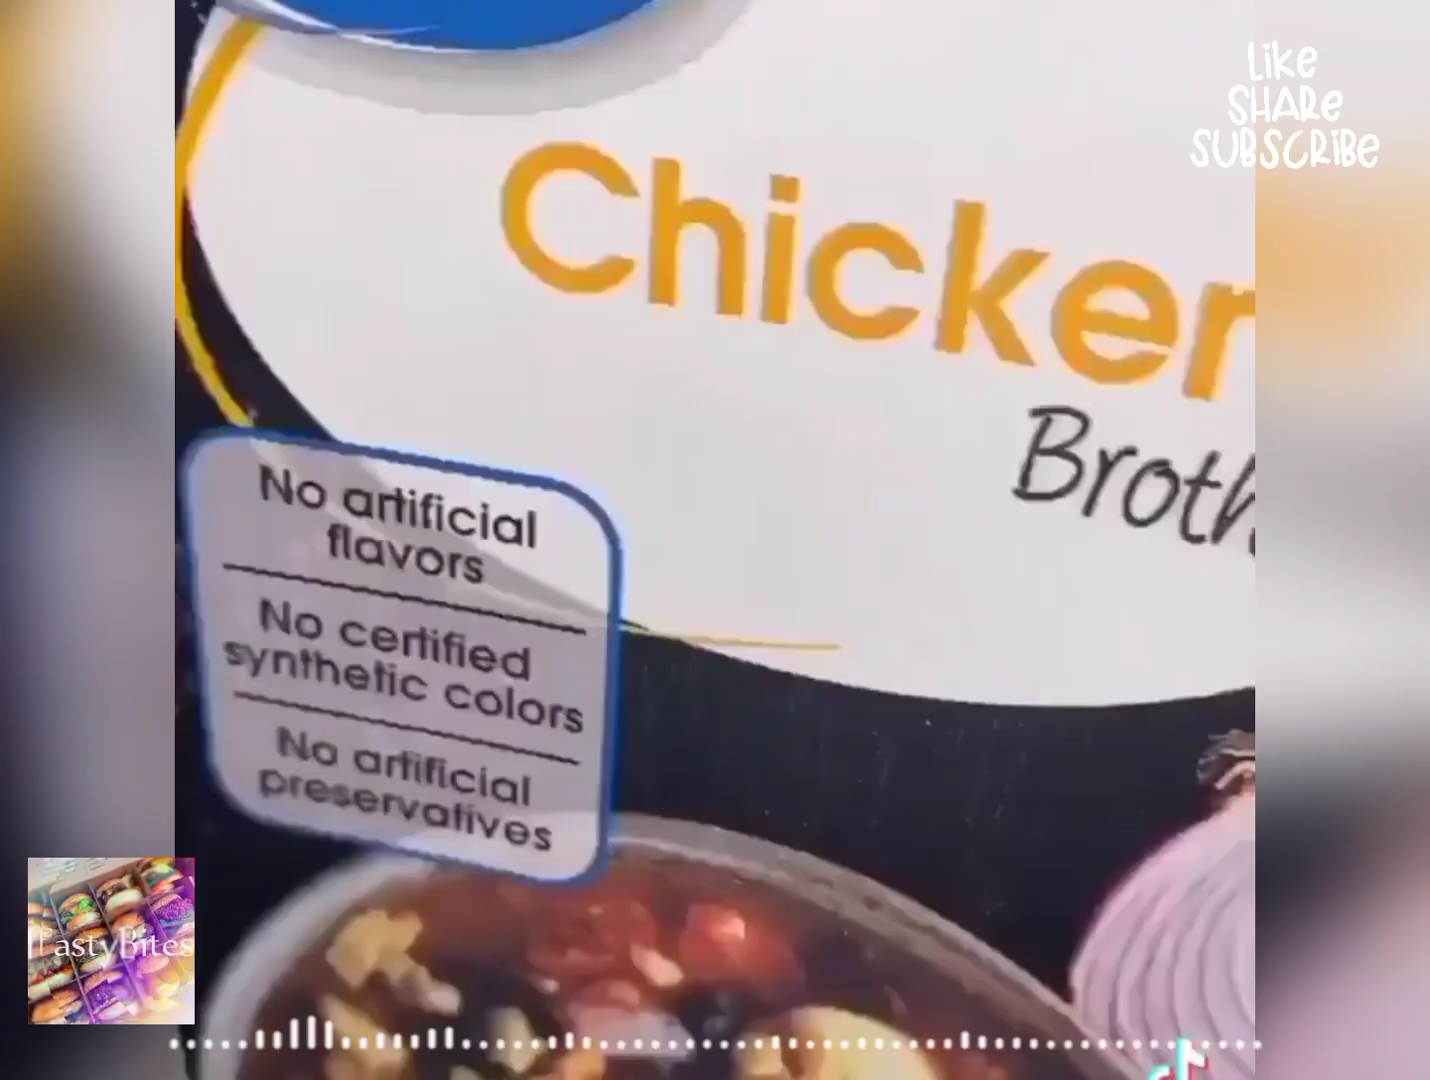 Like
SHARe
SUBSCRiBe
Chicken
Broth
No artificial
flavors
No certified
synthetic colors
No artificial
preservatives
TastyBites